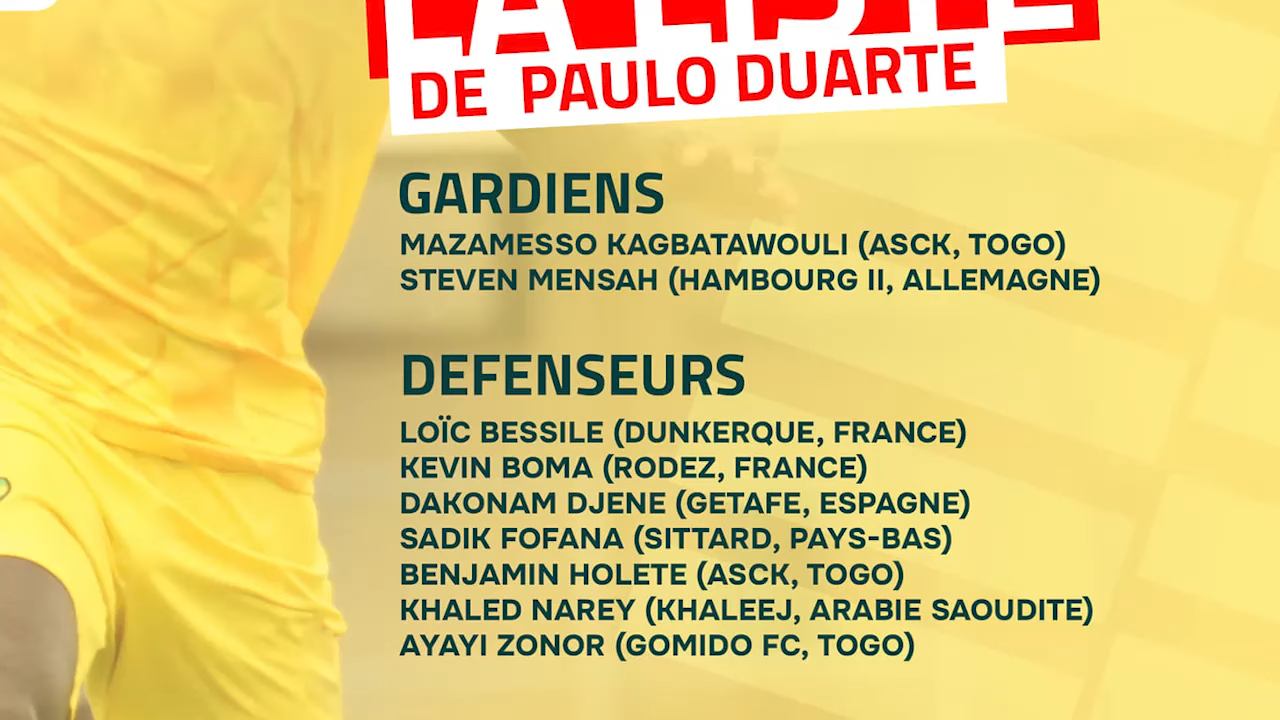 LA LISTE
DE PAULO DUARTE
GARDIENS
MAZAMESSO KAGBATAWOULI (ASCK, TOGO)
STEVEN MENSAH (HAMBOURG II, ALLEMAGNE)
DEFENSEURS
LOÏC BESSILE (DUNKERQUE, FRANCE)
KEVIN BOMA (RODEZ, FRANCE)
DAKONAM DJENE (GETAFE, ESPAGNE)
SADIK FOFANA (SITTARD, PAYS-BAS)
BENJAMIN HOLETE (ASCK, TOGO)
KHALED NAREY (KHALEEJ, ARABIE SAOUDITE)
AYAYI ZONOR (GOMIDO FC, TOGO)